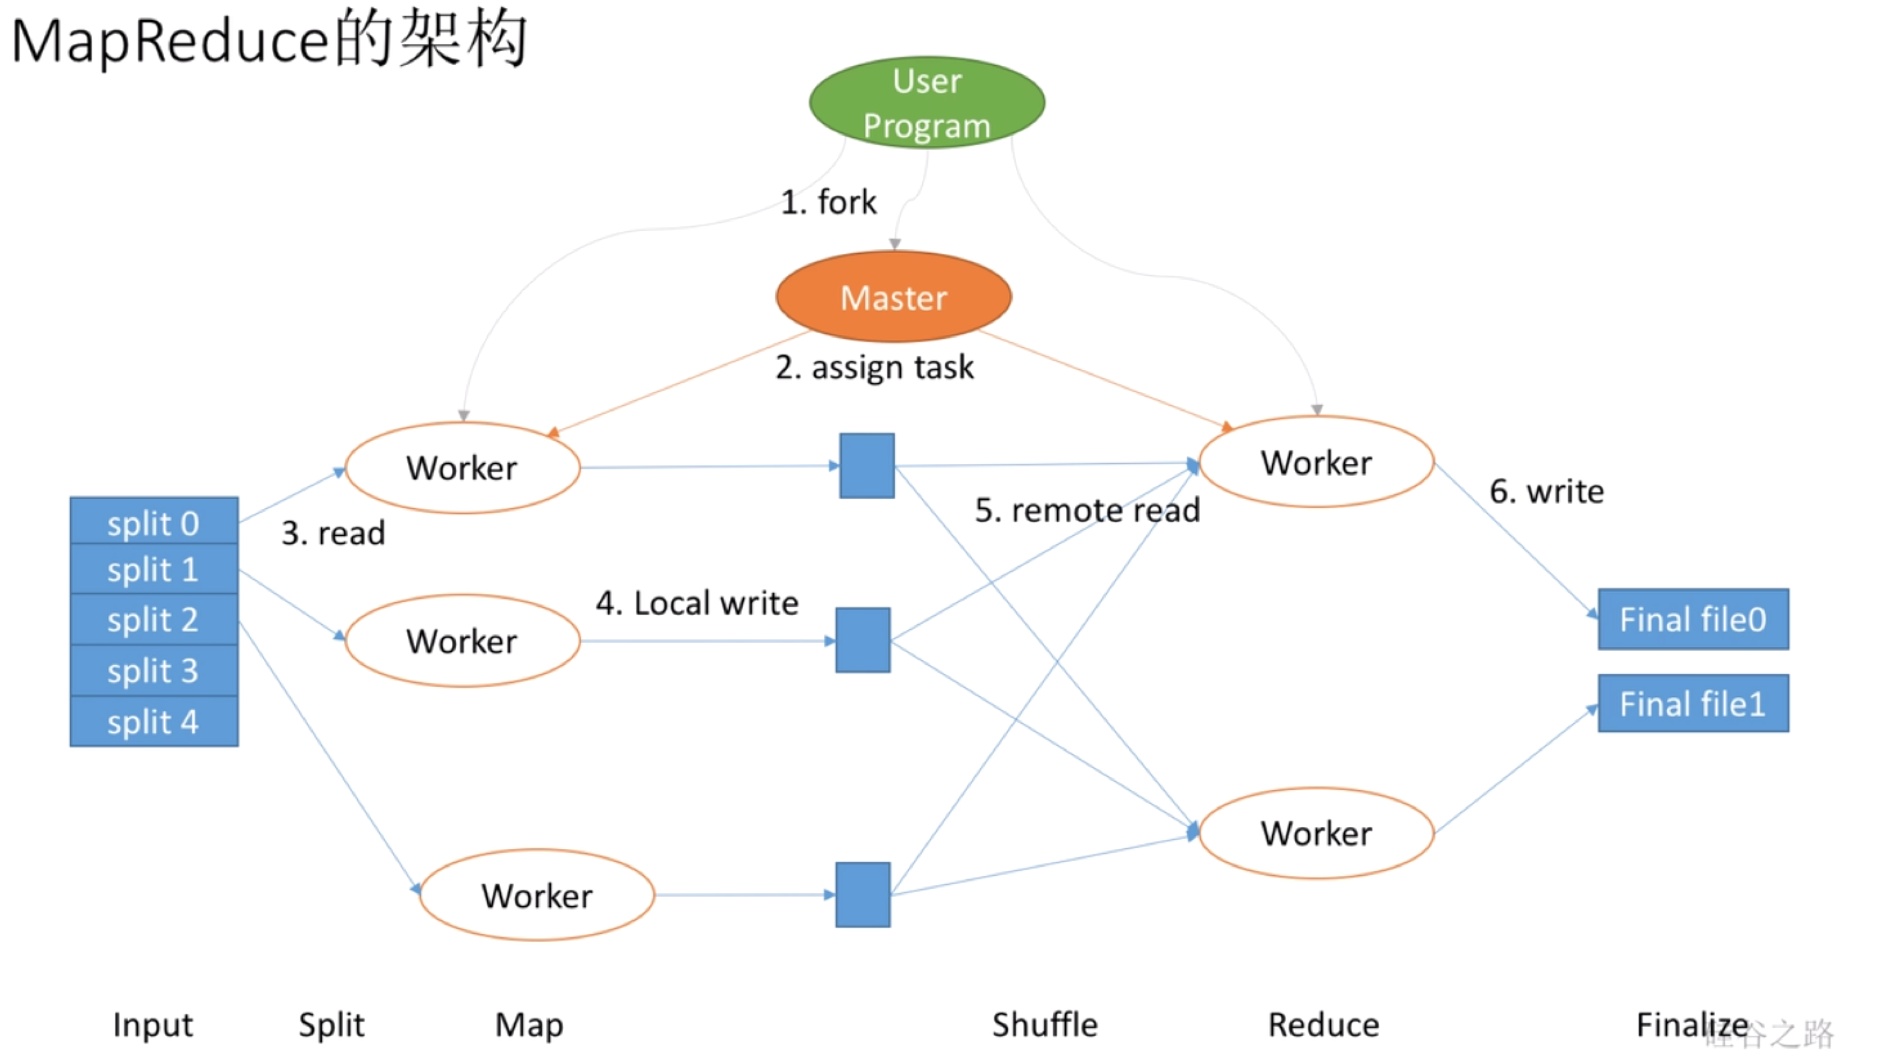 MapReduce的架构
User
Program
1. fork
Master
2. assign task
Worker
Worker
split 0
3. read
5. remote read
6. write
split 1
split 2
Worker
4. Local write
Final file0
split 3
split 4
Final file1
Worker
Worker
Input
Split
Map
Shuffle
Reduce
Finalize
硅谷之路